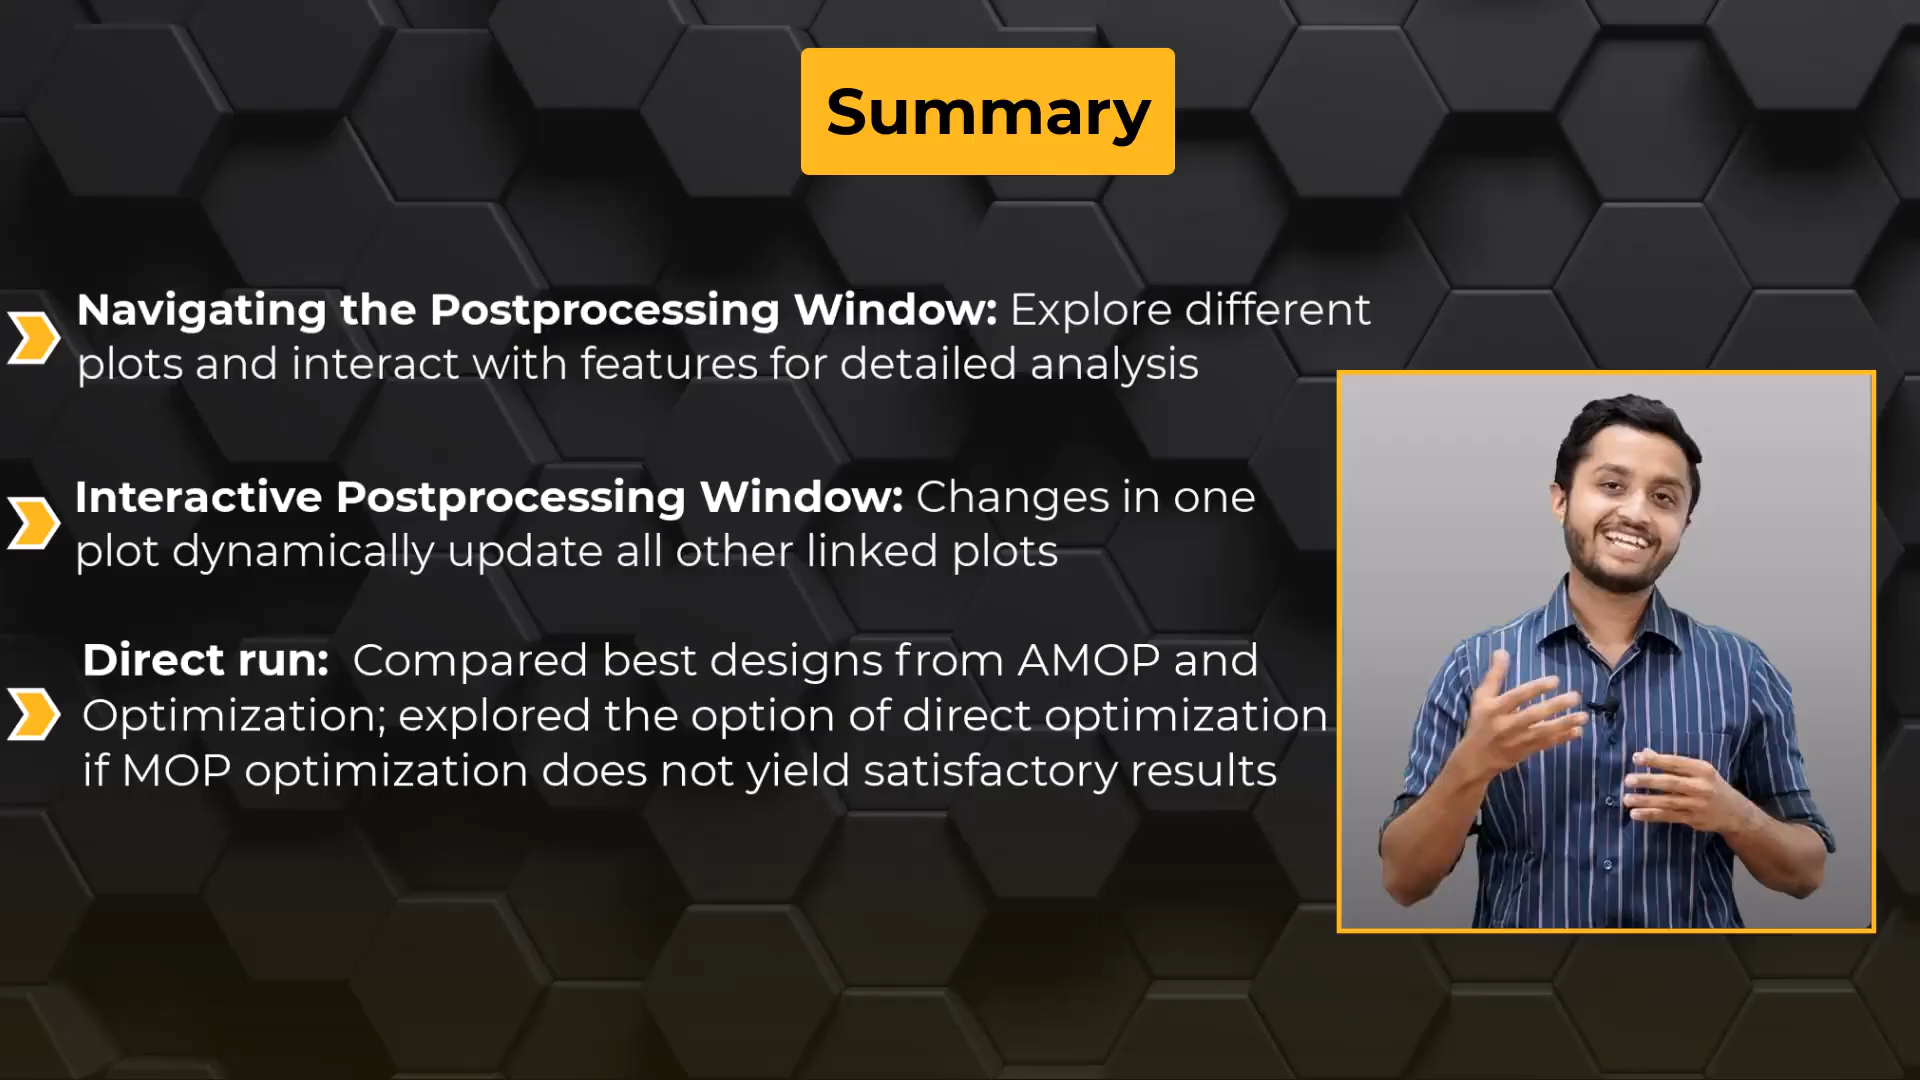 Summary
Navigating the Postprocessing Window: Explore different
plots and interact with features for detailed analysis
Interactive Postprocessing Window: Changes in one
plot dynamically update all other linked plots
Direct run: Compared best designs from AMOP and
Optimization; explored the option of direct optimization
if MOP optimization does not yield satisfactory results